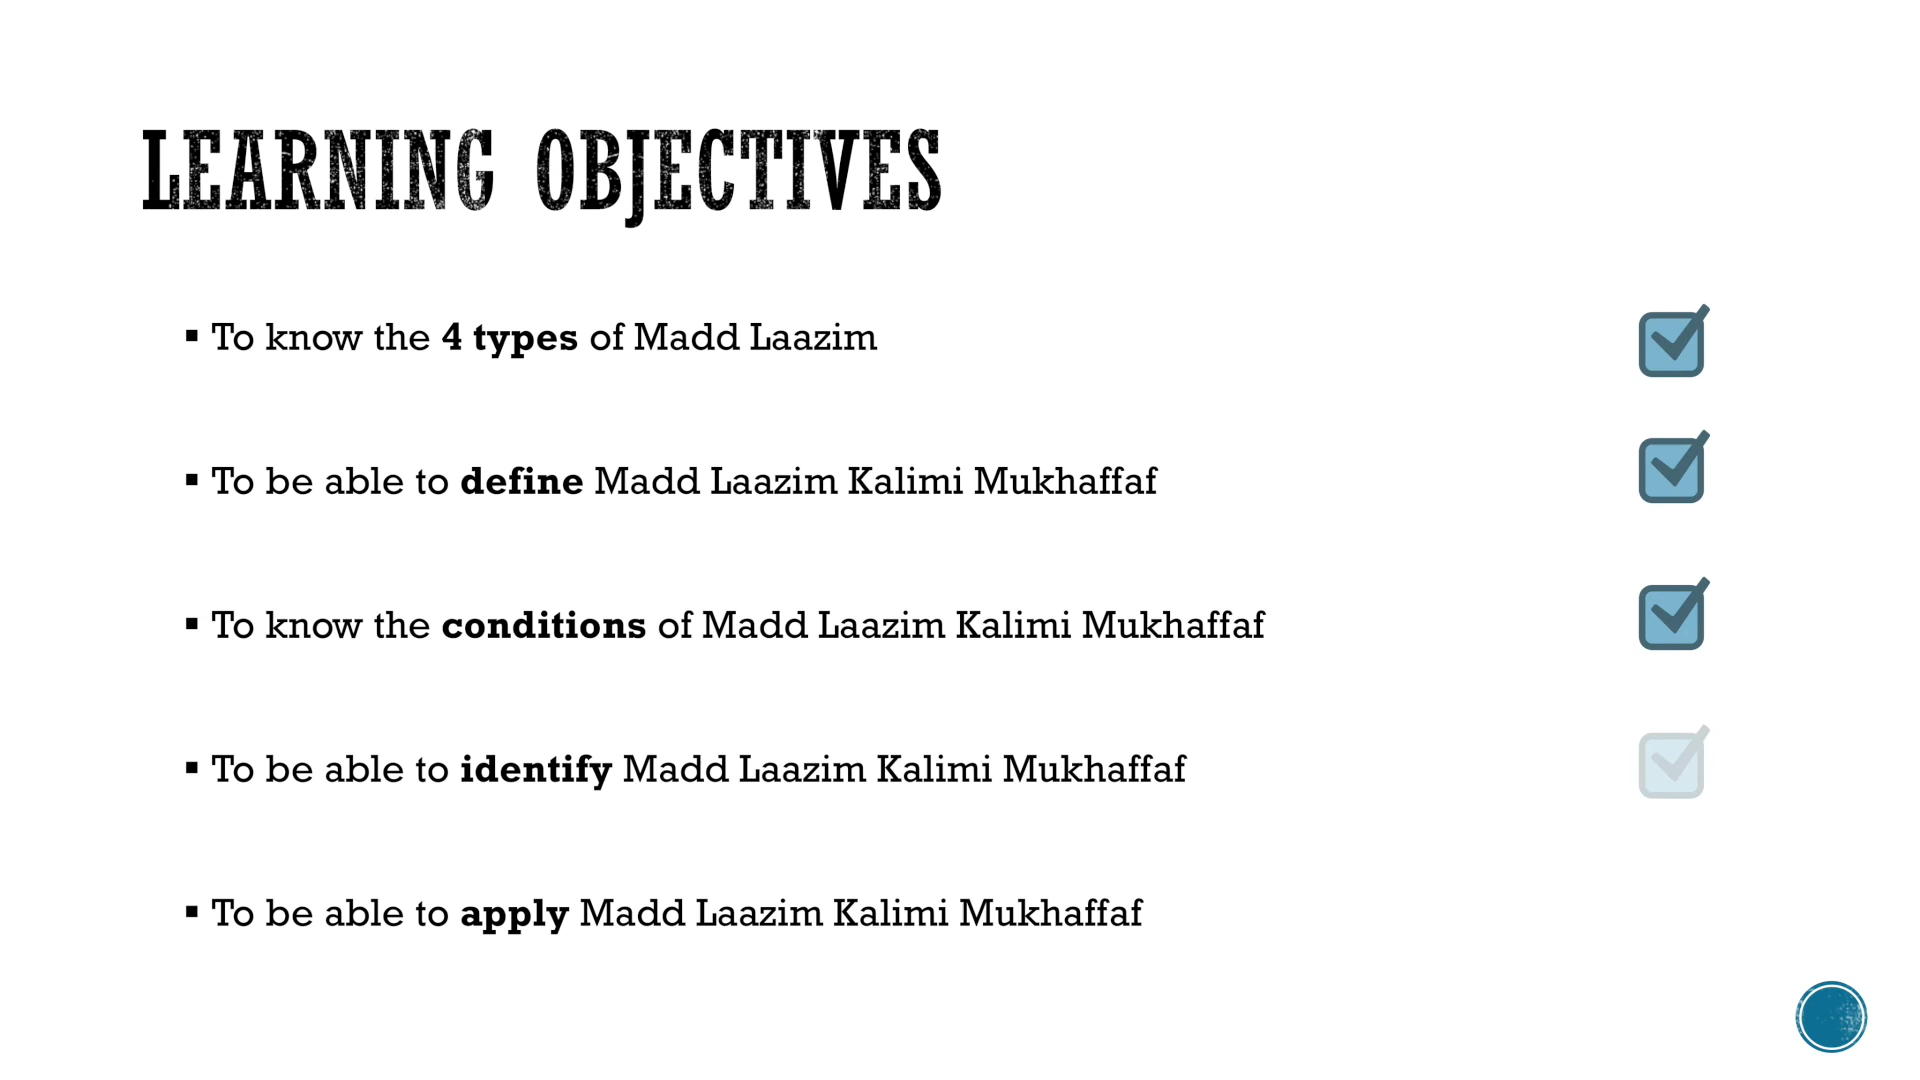 LEARNING OBJECTIVES
▪ To know the 4 types of Madd Laazim
▪ To be able to define Madd Laazim Kalimi Mukhaffaf
▪ To know the conditions of Madd Laazim Kalimi Mukhaffaf
▪ To be able to identify Madd Laazim Kalimi Mukhaffaf
▪ To be able to apply Madd Laazim Kalimi Mukhaffaf